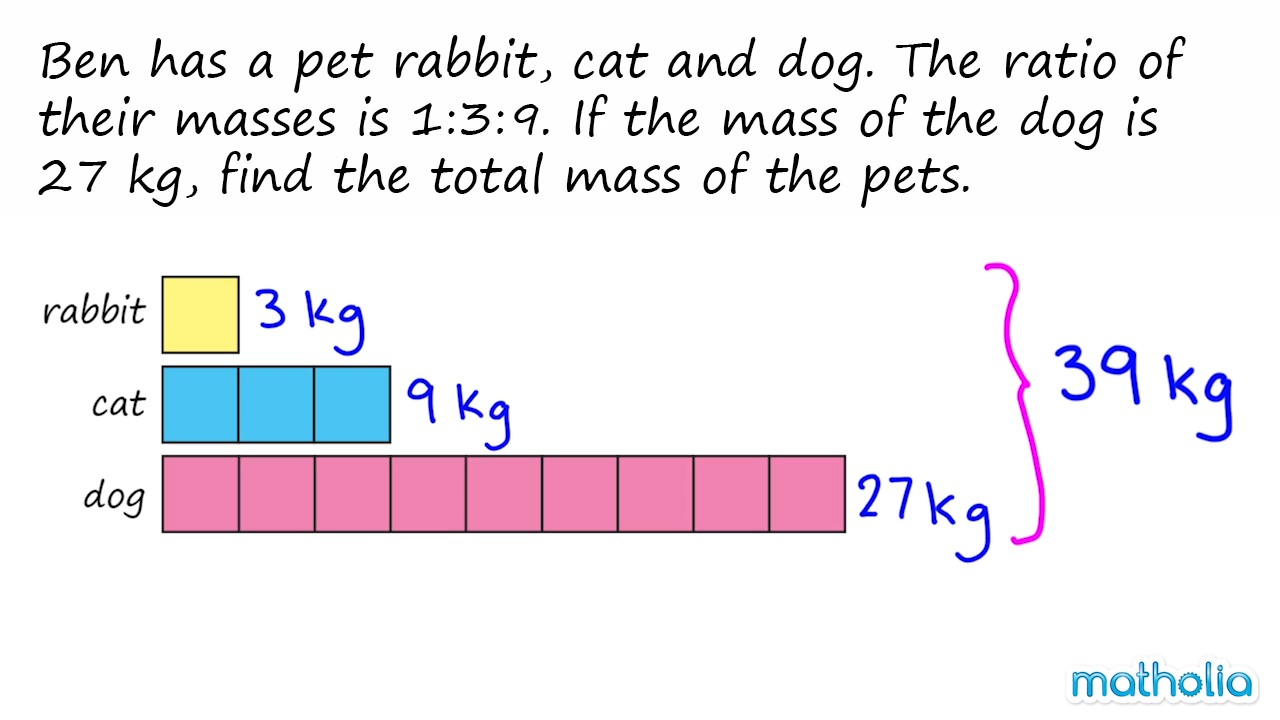 Ben has a pet rabbit, cat and dog. The ratio of
their masses is 1:3:9. If the mass of the dog is
27 kg, find the total mass of the pets.
rabbit 3 kg
cat 9 kg
dog 27 kg
39 kg
matholia